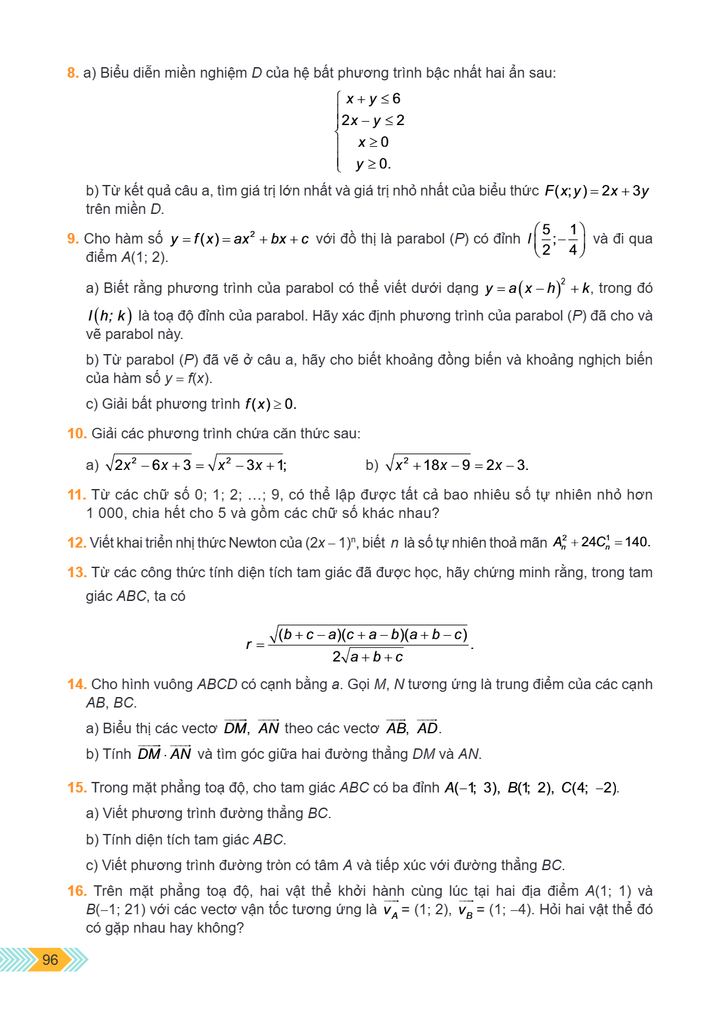 8. a) Biểu diễn miền nghiệm D của hệ bất phương trình bậc nhất hai ẩn sau:
x + y ≤ 6
2x − y ≤ 2
x ≥ 0
y ≥ 0.
b) Từ kết quả câu a, tìm giá trị lớn nhất và giá trị nhỏ nhất của biểu thức F(x; y) = 2x + 3y
trên miền D.
9. Cho hàm số y = f(x) = ax² + bx + c với đồ thị là parabol (P) có đỉnh I(5/2; −1/4) và đi qua
điểm A(1; 2).
a) Biết rằng phương trình của parabol có thể viết dưới dạng y = a(x − h)² + k, trong đó
I(h; k) là toạ độ đỉnh của parabol. Hãy xác định phương trình của parabol (P) đã cho và
vẽ parabol này.
b) Từ parabol (P) đã vẽ ở câu a, hãy cho biết khoảng đồng biến và khoảng nghịch biến
của hàm số y = f(x).
c) Giải bất phương trình f(x) ≥ 0.
10. Giải các phương trình chứa căn thức sau:
a) √(2x² − 6x + 3) = √(x² − 3x + 1); b) √(x² + 18x − 9) = 2x − 3.
11. Từ các chữ số 0; 1; 2; …; 9, có thể lập được tất cả bao nhiêu số tự nhiên nhỏ hơn
1 000, chia hết cho 5 và gồm các chữ số khác nhau?
12. Viết khai triển nhị thức Newton của (2x – 1)ⁿ, biết n là số tự nhiên thoả mãn A²ₙ + 24C¹ₙ = 140.
13. Từ các công thức tính diện tích tam giác đã được học, hãy chứng minh rằng, trong tam
giác ABC, ta có
r = √((b + c − a)(c + a − b)(a + b − c)) / (2√(a + b + c)).
14. Cho hình vuông ABCD có cạnh bằng a. Gọi M, N tương ứng là trung điểm của các cạnh
AB, BC.
a) Biểu thị các vectơ DM, AN theo các vectơ AB, AD.
b) Tính DM · AN và tìm góc giữa hai đường thẳng DM và AN.
15. Trong mặt phẳng toạ độ, cho tam giác ABC có ba đỉnh A(−1; 3), B(1; 2), C(4; −2).
a) Viết phương trình đường thẳng BC.
b) Tính diện tích tam giác ABC.
c) Viết phương trình đường tròn có tâm A và tiếp xúc với đường thẳng BC.
16. Trên mặt phẳng toạ độ, hai vật thể khởi hành cùng lúc tại hai địa điểm A(1; 1) và
B(–1; 21) với các vectơ vận tốc tương ứng là v_A = (1; 2), v_B = (1; –4). Hỏi hai vật thể đó
có gặp nhau hay không?
96